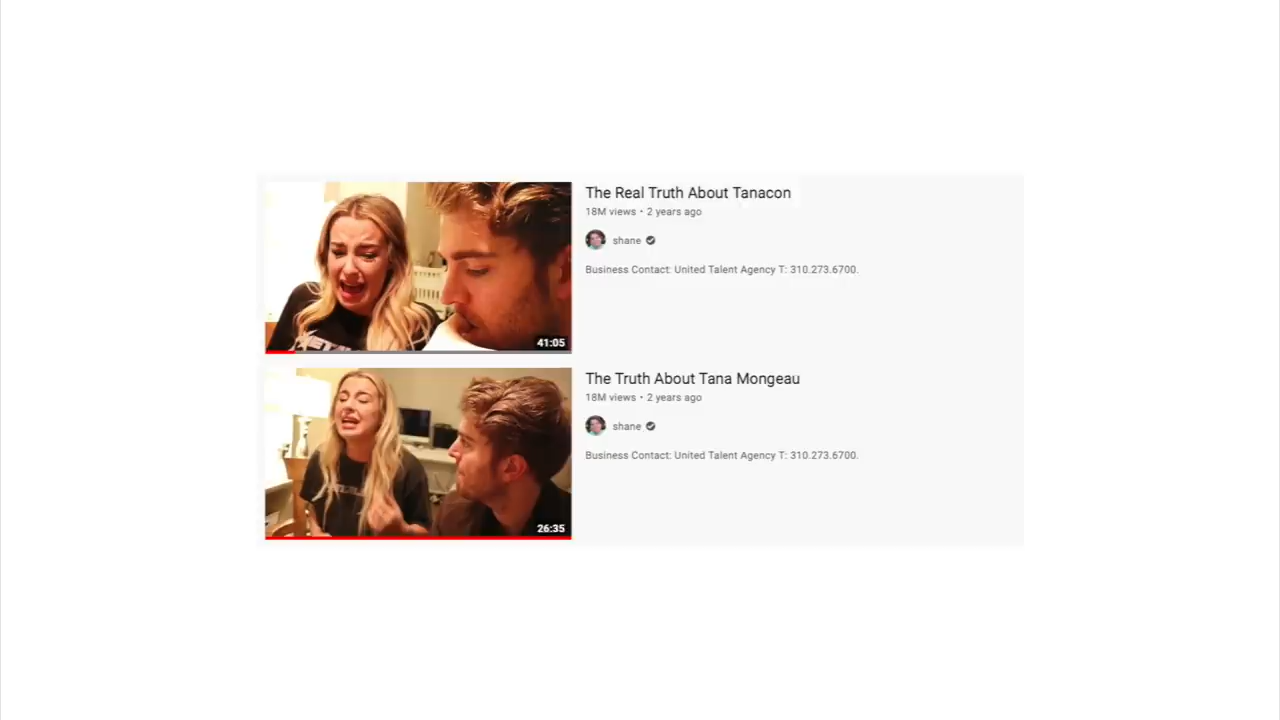 The Real Truth About Tanacon
18M views • 2 years ago
shane
Business Contact: United Talent Agency T: 310.273.6700.
41:05
The Truth About Tana Mongeau
18M views • 2 years ago
shane
Business Contact: United Talent Agency T: 310.273.6700.
26:35